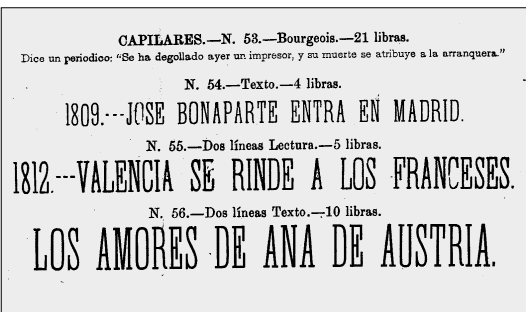 CAPILARES.—N. 53.—Bourgeois.—21 libras.
Dice un periodico: "Se ha degollado ayer un impresor, y su muerte se atribuye a la arranquera."
N. 54.—Texto.—4 libras.
1809.---JOSE BONAPARTE ENTRA EN MADRID.
N. 55.—Dos líneas Lectura.—5 libras.
1812.---VALENCIA SE RINDE A LOS FRANCESES.
N. 56.—Dos líneas Texto.—10 libras.
LOS AMORES DE ANA DE AUSTRIA.